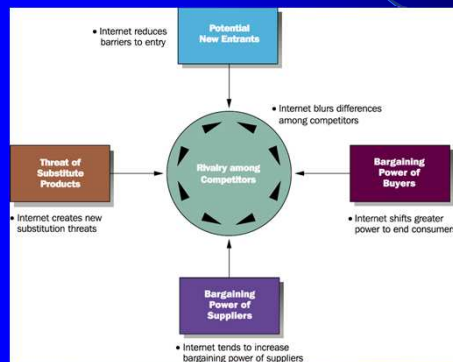 Potential
New Entrants
• Internet reduces
barriers to entry
• Internet blurs differences
among competitors
Threat of
Substitute
Products
Rivalry among
Competitors
Bargaining
Power of
Buyers
• Internet creates new
substitution threats
• Internet shifts greater
power to end consumers
Bargaining
Power of
Suppliers
• Internet tends to increase
bargaining power of suppliers